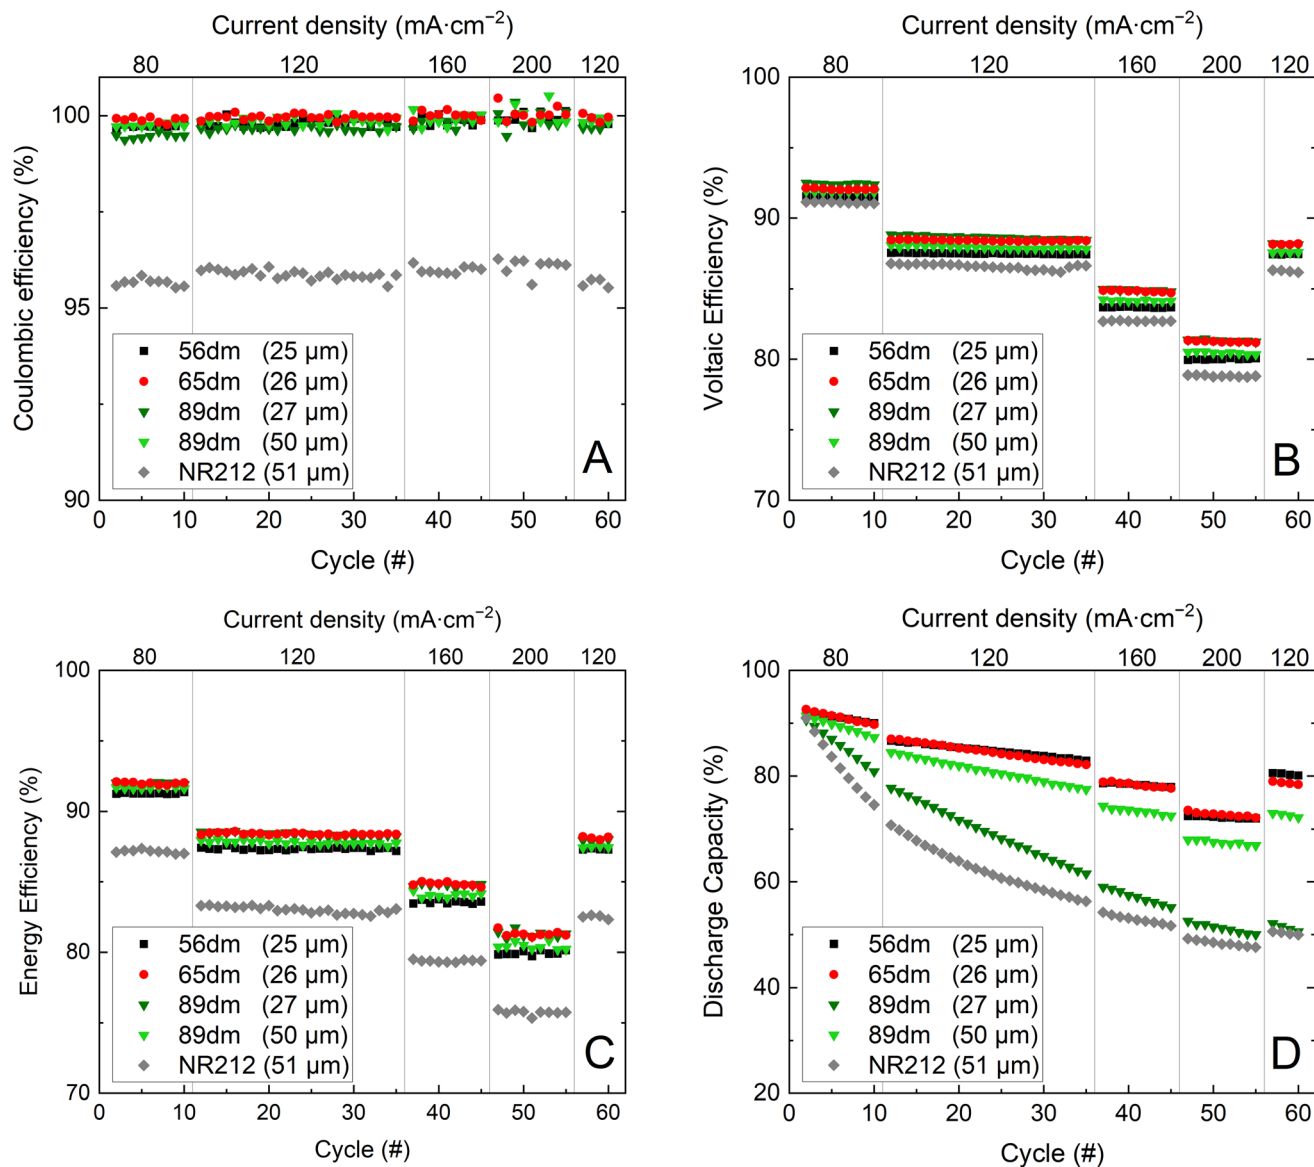 Current density (mA·cm⁻²)
80 120 160 200 120
100
95
90
Coulombic efficiency (%)
56dm (25 µm)
65dm (26 µm)
89dm (27 µm)
89dm (50 µm)
NR212 (51 µm)
A
0 10 20 30 40 50 60
Cycle (#)
Current density (mA·cm⁻²)
80 120 160 200 120
100
90
80
70
Voltaic Efficiency (%)
56dm (25 µm)
65dm (26 µm)
89dm (27 µm)
89dm (50 µm)
NR212 (51 µm)
B
0 10 20 30 40 50 60
Cycle (#)
Current density (mA·cm⁻²)
80 120 160 200 120
100
90
80
70
Energy Efficiency (%)
56dm (25 µm)
65dm (26 µm)
89dm (27 µm)
89dm (50 µm)
NR212 (51 µm)
C
0 10 20 30 40 50 60
Cycle (#)
Current density (mA·cm⁻²)
80 120 160 200 120
100
80
60
40
20
Discharge Capacity (%)
56dm (25 µm)
65dm (26 µm)
89dm (27 µm)
89dm (50 µm)
NR212 (51 µm)
D
0 10 20 30 40 50 60
Cycle (#)